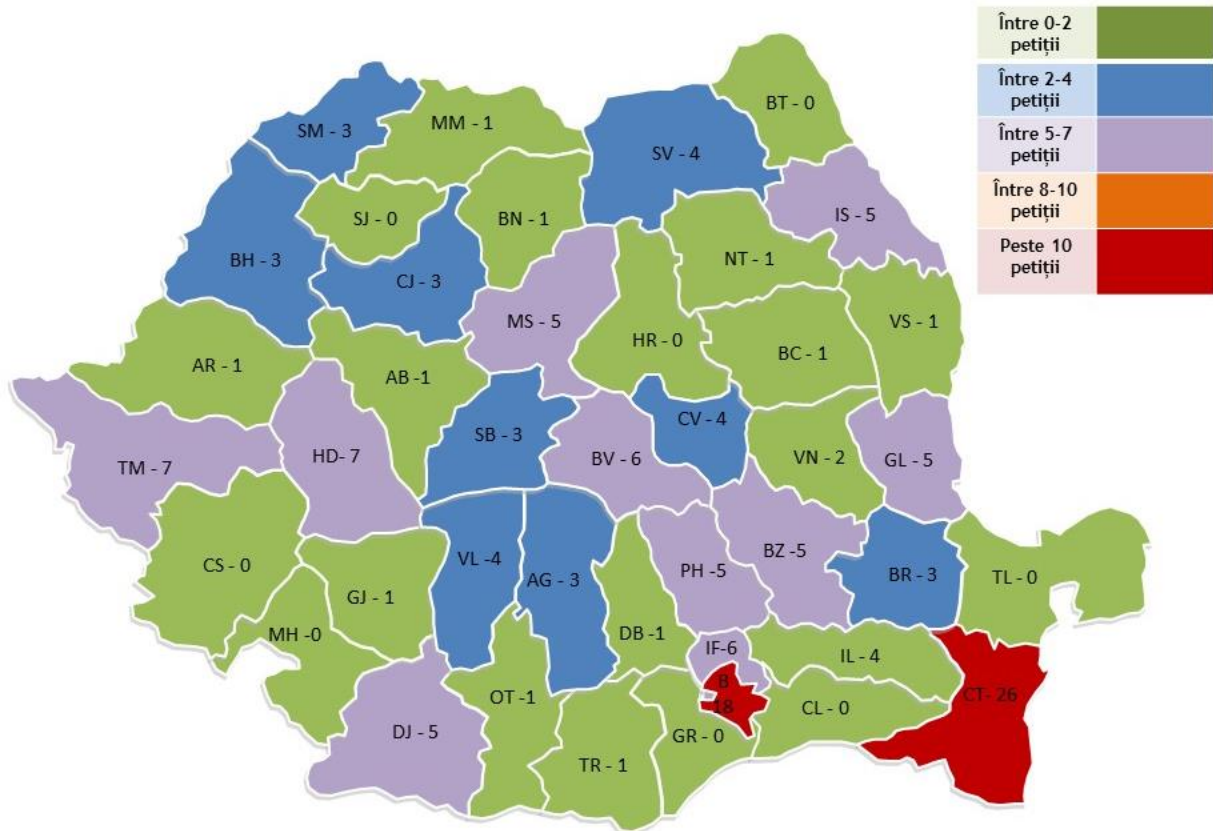 Între 0-2
petiții
Între 2-4
petiții
Între 5-7
petiții
Între 8-10
petiții
Peste 10
petiții
BT - 0
SM - 3
MM - 1
SV - 4
SJ - 0
BN - 1
IS - 5
BH - 3
CJ - 3
NT - 1
MS - 5
HR - 0
BC - 1
VS - 1
AR - 1
AB -1
CV - 4
SB - 3
TM - 7
HD- 7
BV - 6
VN - 2
GL - 5
CS - 0
VL -4
AG - 3
PH -5
BZ -5
BR - 3
TL - 0
GJ - 1
MH -0
DB -1
IF-6
IL - 4
B
18
CT- 26
OT -1
CL - 0
DJ - 5
GR - 0
TR - 1